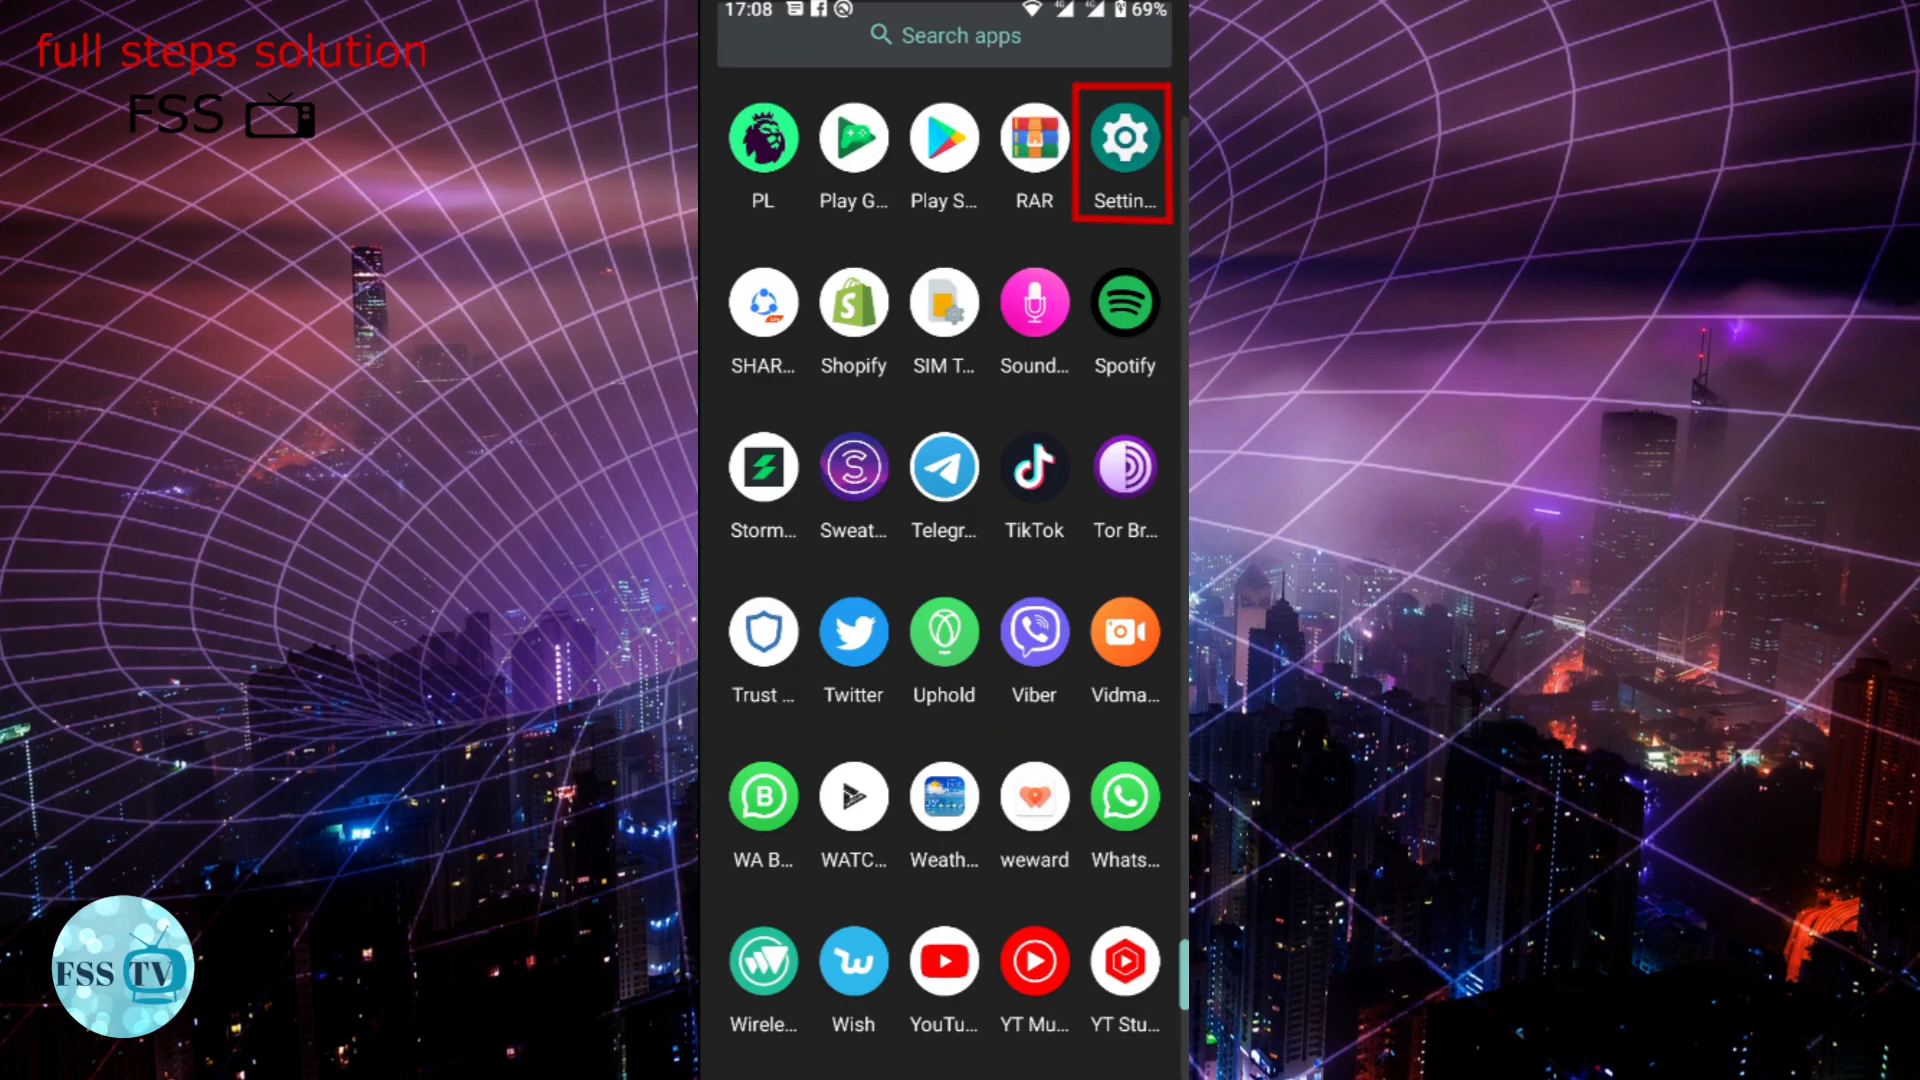 full steps solution
FSS
17:08
4G 4G 69%
Search apps
PL Play G... Play S... RAR Settin...
SHAR... Shopify SIM T... Sound... Spotify
Storm... Sweat... Telegr... TikTok Tor Br...
Trust ... Twitter Uphold Viber Vidma...
WA B... WATC... Weath... weward Whats...
Wirele... Wish YouTu... YT Mu... YT Stu...
FSS TV